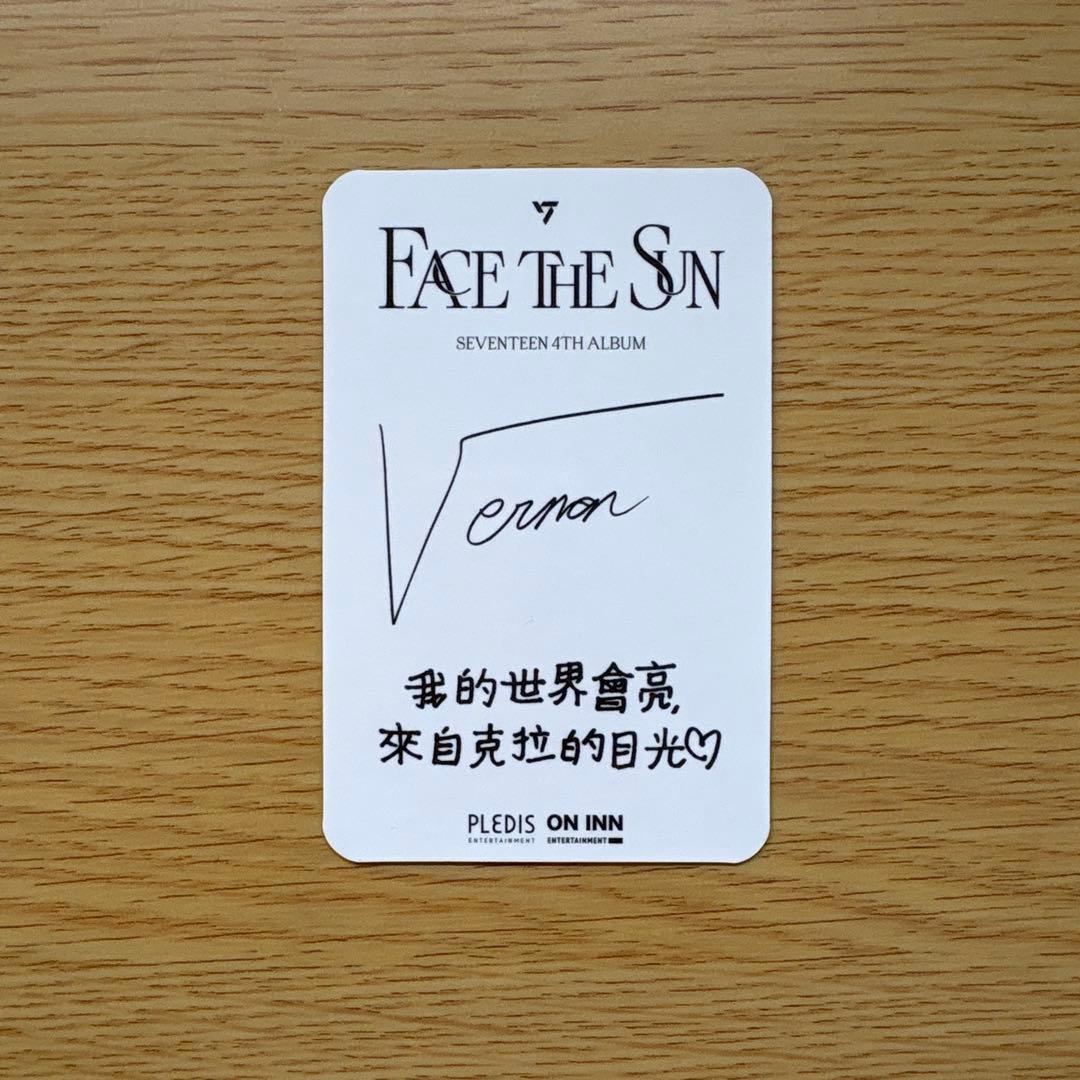 FACE THE SUN
SEVENTEEN 4TH ALBUM
Vernon
我的世界會亮,
來自克拉的目光♡
PLEDIS ON INN
ENTERTAINMENT ENTERTAINMENT